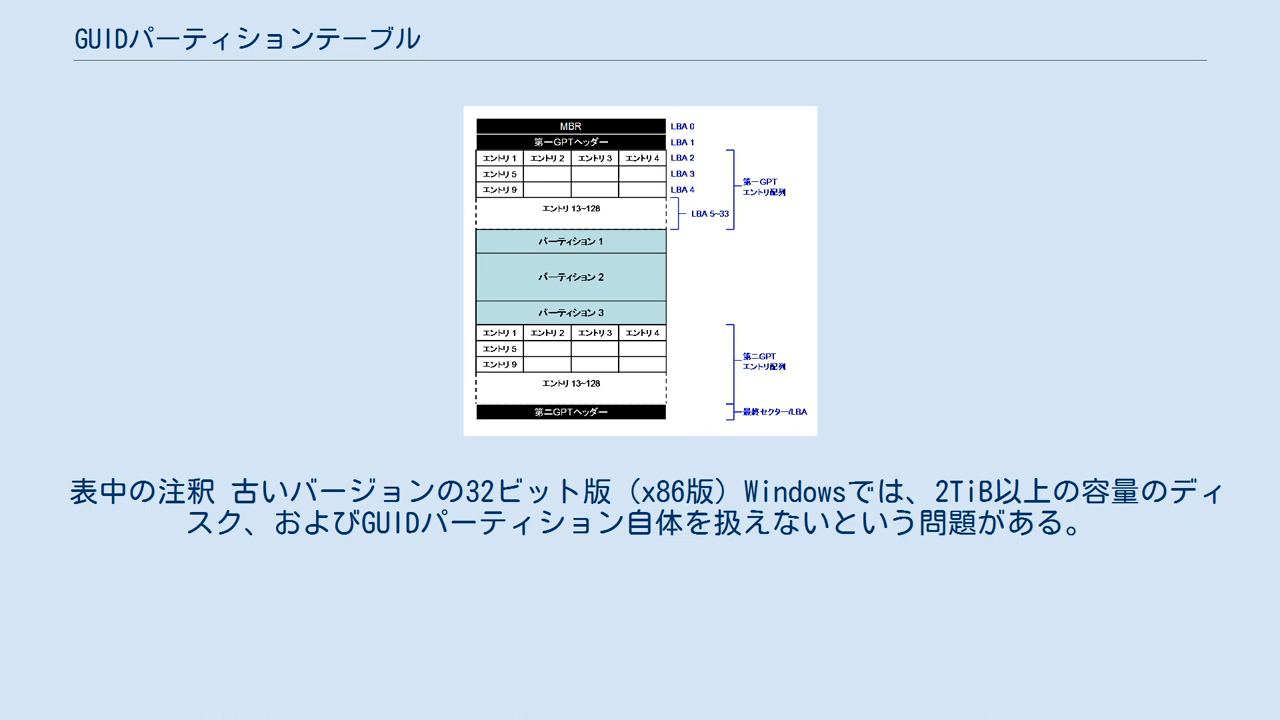 GUIDパーティションテーブル
MBR LBA 0
第一GPTヘッダー LBA 1
エントリ 1 エントリ 2 エントリ 3 エントリ 4 LBA 2
エントリ 5 LBA 3
エントリ 9 LBA 4
第一GPT
エントリ配列
エントリ 13~128 LBA 5~33
パーティション 1
パーティション 2
パーティション 3
エントリ 1 エントリ 2 エントリ 3 エントリ 4
エントリ 5
エントリ 9
第二GPT
エントリ配列
エントリ 13~128
第二GPTヘッダー 最終セクター/LBA
表中の注釈 古いバージョンの32ビット版（x86版）Windowsでは、2TiB以上の容量のディ
スク、およびGUIDパーティション自体を扱えないという問題がある。